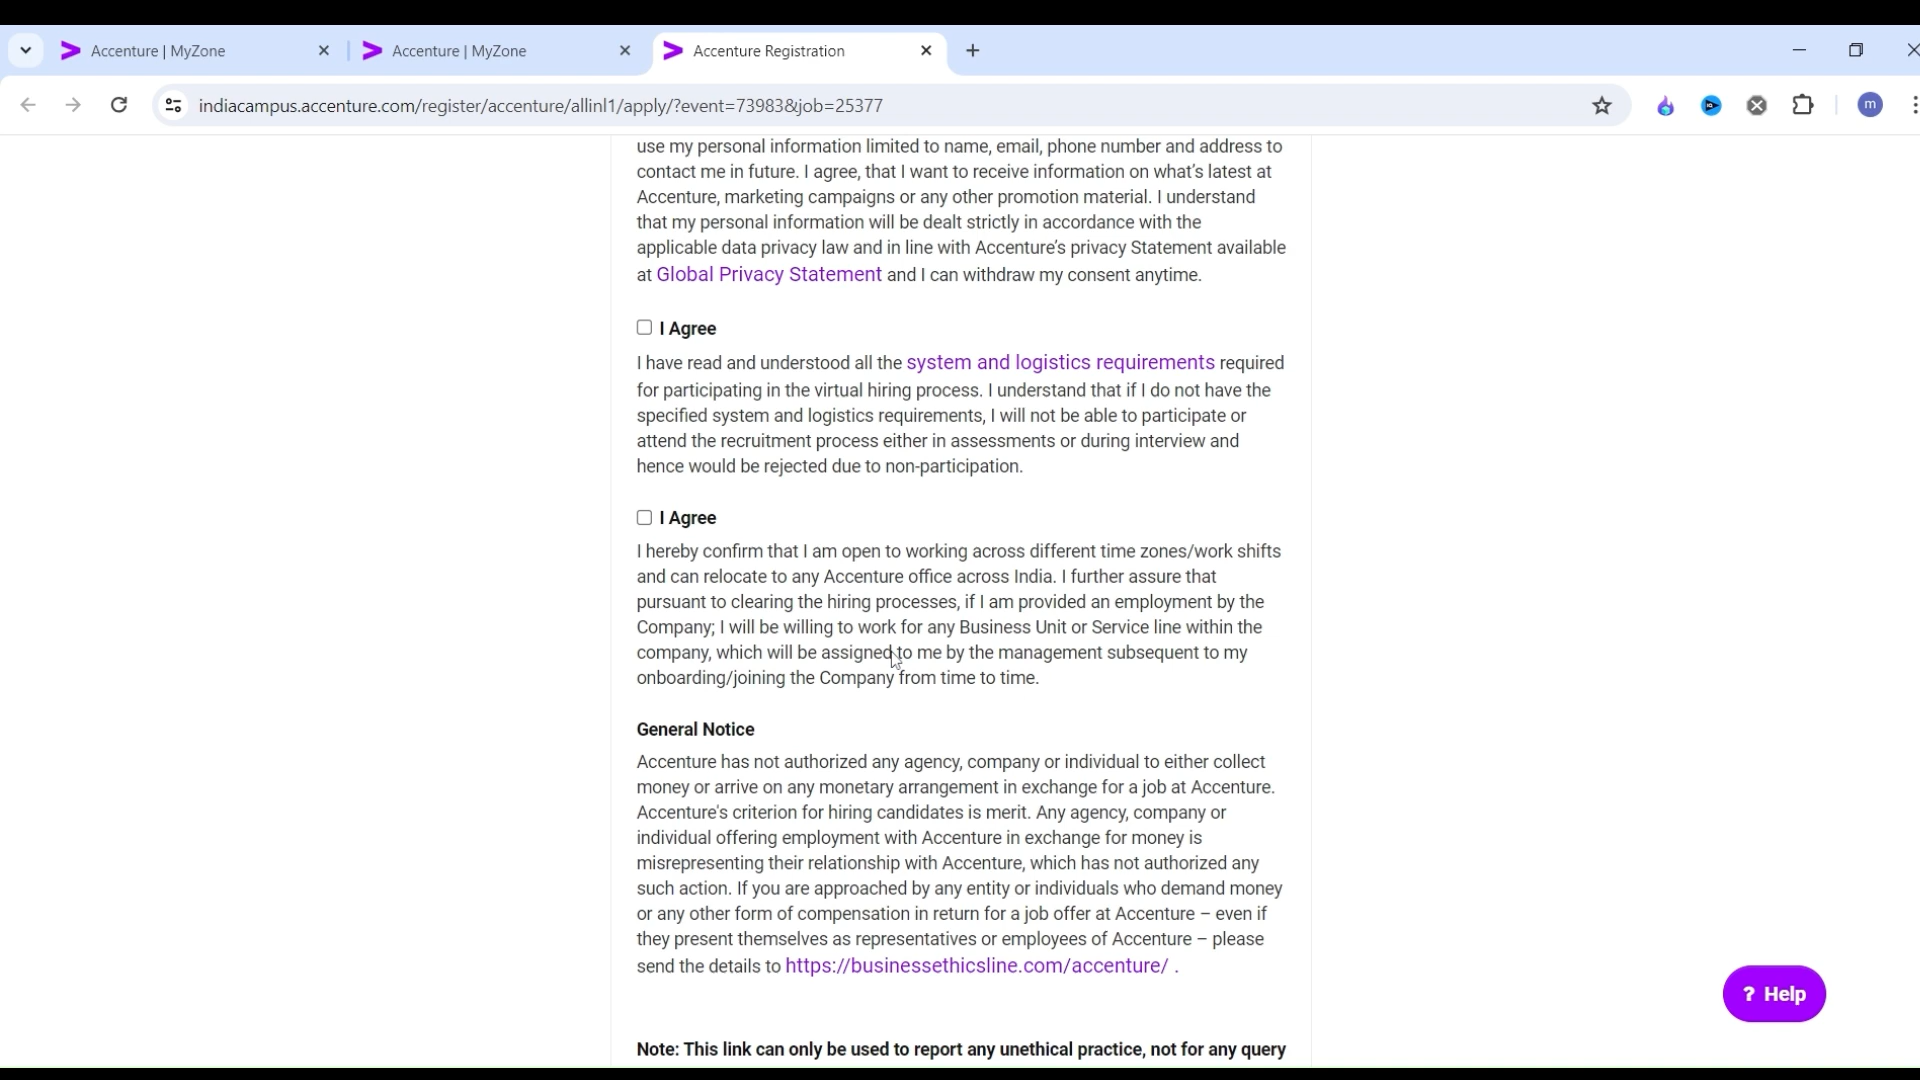 Accenture | MyZone
Accenture | MyZone
Accenture Registration
indiacampus.accenture.com/register/accenture/allinl1/apply/?event=73983&job=25377
m
use my personal information limited to name, email, phone number and address to
contact me in future. I agree, that I want to receive information on what’s latest at
Accenture, marketing campaigns or any other promotion material. I understand
that my personal information will be dealt strictly in accordance with the
applicable data privacy law and in line with Accenture’s privacy Statement available
at Global Privacy Statement and I can withdraw my consent anytime.
I Agree
I have read and understood all the system and logistics requirements required
for participating in the virtual hiring process. I understand that if I do not have the
specified system and logistics requirements, I will not be able to participate or
attend the recruitment process either in assessments or during interview and
hence would be rejected due to non-participation.
I Agree
I hereby confirm that I am open to working across different time zones/work shifts
and can relocate to any Accenture office across India. I further assure that
pursuant to clearing the hiring processes, if I am provided an employment by the
Company; I will be willing to work for any Business Unit or Service line within the
company, which will be assigned to me by the management subsequent to my
onboarding/joining the Company from time to time.
General Notice
Accenture has not authorized any agency, company or individual to either collect
money or arrive on any monetary arrangement in exchange for a job at Accenture.
Accenture's criterion for hiring candidates is merit. Any agency, company or
individual offering employment with Accenture in exchange for money is
misrepresenting their relationship with Accenture, which has not authorized any
such action. If you are approached by any entity or individuals who demand money
or any other form of compensation in return for a job offer at Accenture – even if
they present themselves as representatives or employees of Accenture – please
send the details to https://businessethicsline.com/accenture/ .
? Help
Note: This link can only be used to report any unethical practice, not for any query